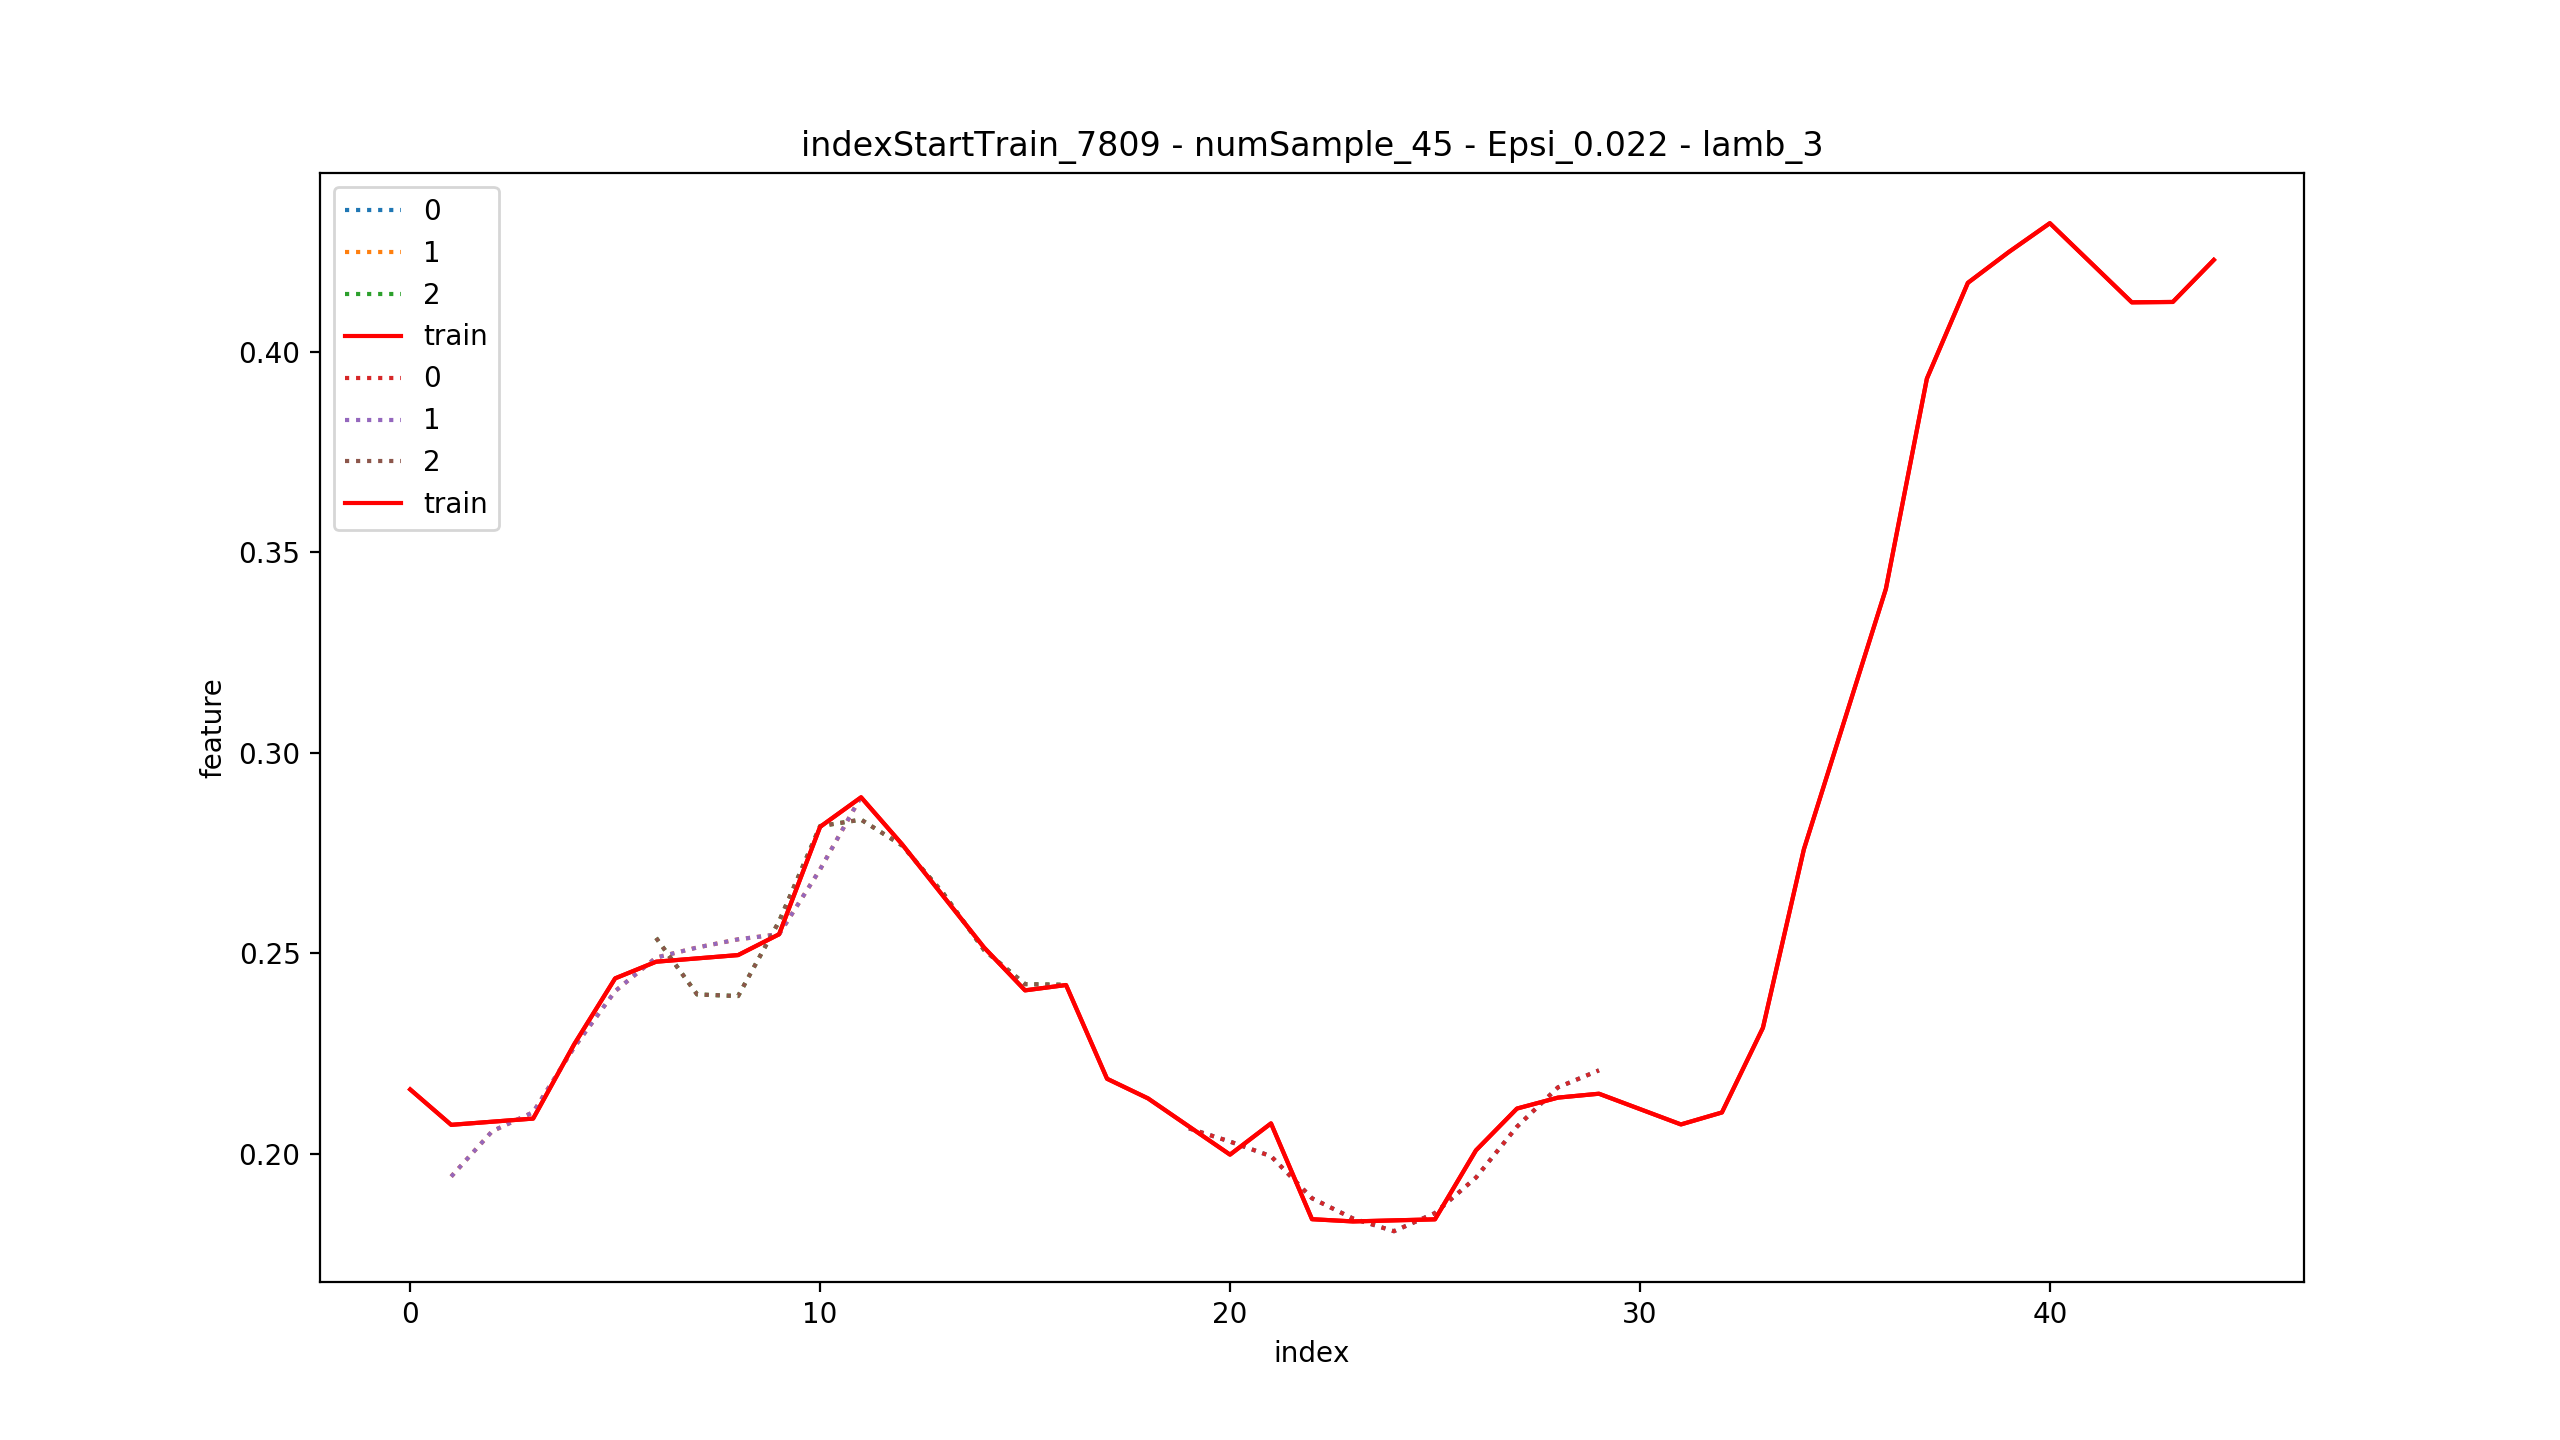 indexStartTrain_7809 - numSample_45 - Epsi_0.022 - lamb_3
0
1
2
train
0
1
2
train
0.40
0.35
0.30
0.25
0.20
feature
0 10 20 30 40
index